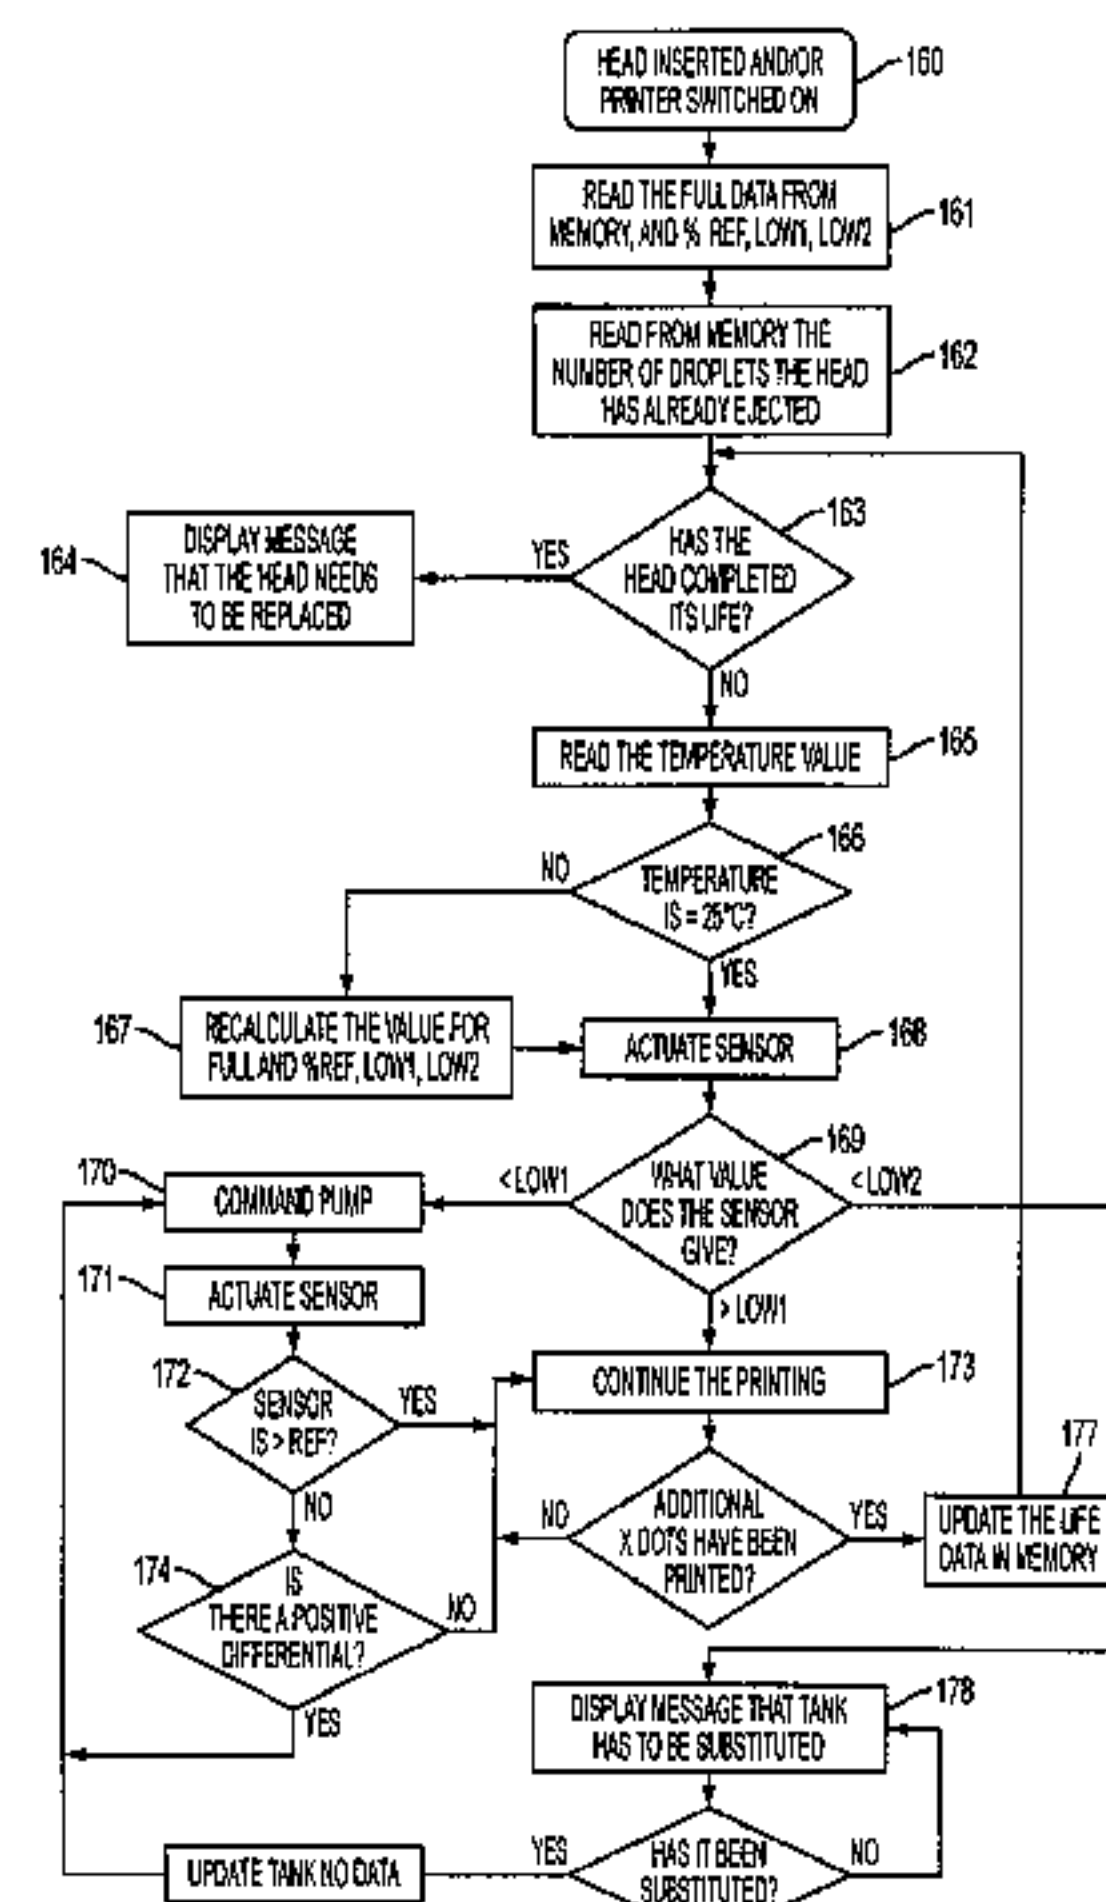 HEAD INSERTED AND/OR
PRINTER SWITCHED ON
160
READ THE FULL DATA FROM
MEMORY, AND % REF, LOW1, LOW2
161
READ FROM MEMORY THE
NUMBER OF DROPLETS THE HEAD
HAS ALREADY EJECTED
162
163
HAS THE
HEAD COMPLETED
ITS LIFE?
YES
164
DISPLAY MESSAGE
THAT THE HEAD NEEDS
TO BE REPLACED
NO
READ THE TEMPERATURE VALUE
165
166
TEMPERATURE
IS = 25°C?
NO
YES
167
RECALCULATE THE VALUE FOR
FULL AND %REF, LOW1, LOW2
ACTUATE SENSOR
168
169
WHAT VALUE
DOES THE SENSOR
GIVE?
< LOW1
< LOW2
> LOW1
170
COMMAND PUMP
171
ACTUATE SENSOR
172
SENSOR
IS > REF?
YES
NO
CONTINUE THE PRINTING
173
ADDITIONAL
X DOTS HAVE BEEN
PRINTED?
NO
YES
177
UPDATE THE LIFE
DATA IN MEMORY
174
IS
THERE A POSITIVE
DIFFERENTIAL?
NO
YES
DISPLAY MESSAGE THAT TANK
HAS TO BE SUBSTITUTED
178
HAS IT BEEN
SUBSTITUTED?
YES
NO
UPDATE TANK NO DATA